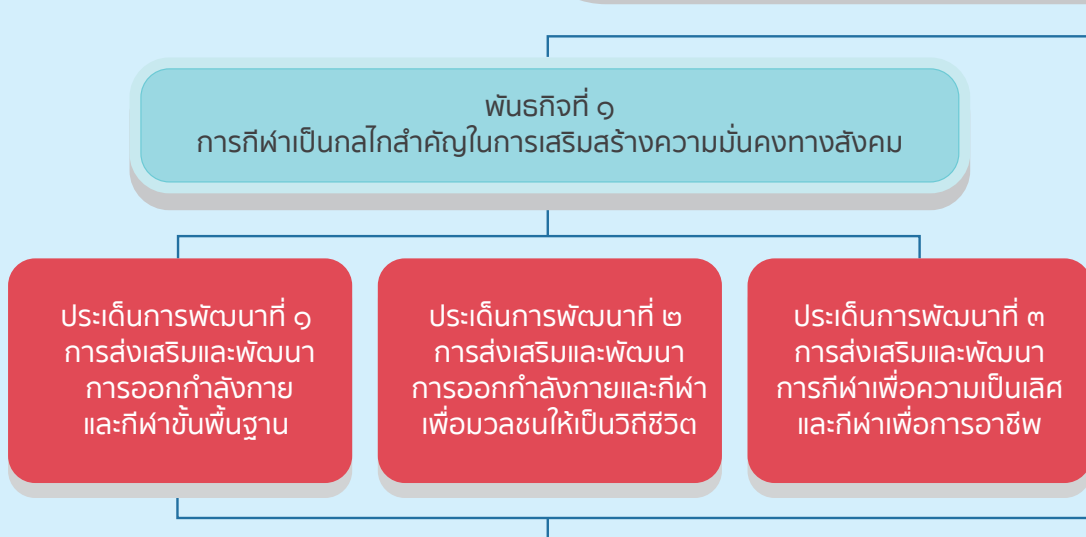 พันธกิจที่ ๑
การกีฬาเป็นกลไกสำคัญในการเสริมสร้างความมั่นคงทางสังคม
ประเด็นการพัฒนาที่ ๑
การส่งเสริมและพัฒนา
การออกกำลังกาย
และกีฬาขั้นพื้นฐาน
ประเด็นการพัฒนาที่ ๒
การส่งเสริมและพัฒนา
การออกกำลังกายและกีฬา
เพื่อมวลชนให้เป็นวิถีชีวิต
ประเด็นการพัฒนาที่ ๓
การส่งเสริมและพัฒนา
การกีฬาเพื่อความเป็นเลิศ
และกีฬาเพื่อการอาชีพ